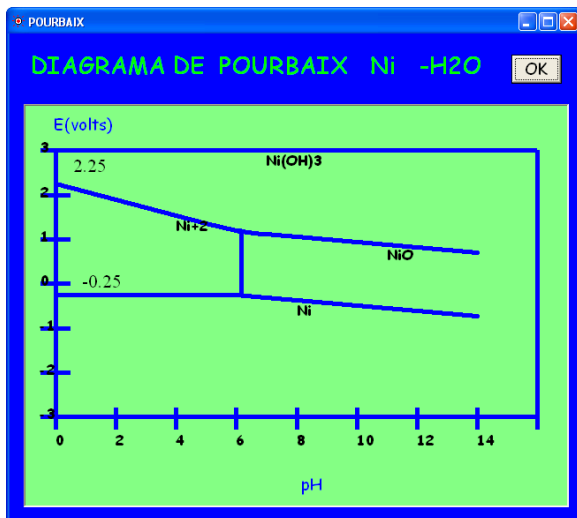 POURBAIX
DIAGRAMA DE POURBAIX Ni -H2O
OK
E(volts)
3
Ni(OH)3
2.25
2
Ni+2
1
NiO
0
-0.25
Ni
-1
-2
-3
0 2 4 6 8 10 12 14
pH